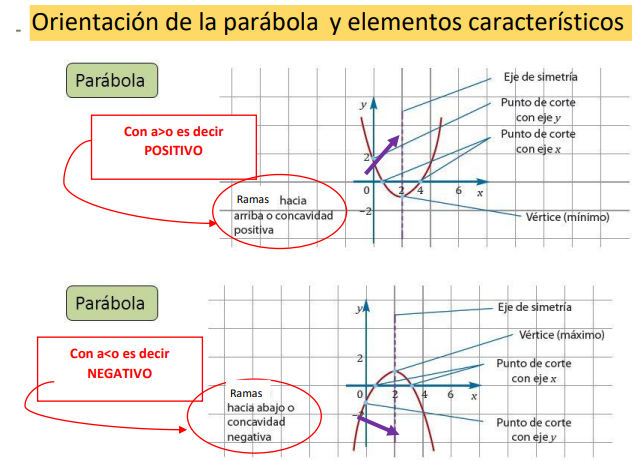 Orientación de la parábola y elementos característicos
Parábola
Con a>o es decir
POSITIVO
Ramas hacia
arriba o concavidad
positiva
y
2
0
2
4
6
x
−2
Eje de simetría
Punto de corte
con eje y
Punto de corte
con eje x
Vértice (mínimo)
Parábola
Con a<o es decir
NEGATIVO
Ramas
hacia abajo o
concavidad
negativa
y
2
0
2
4
6
x
−2
Eje de simetría
Vértice (máximo)
Punto de corte
con eje x
Punto de corte
con eje y